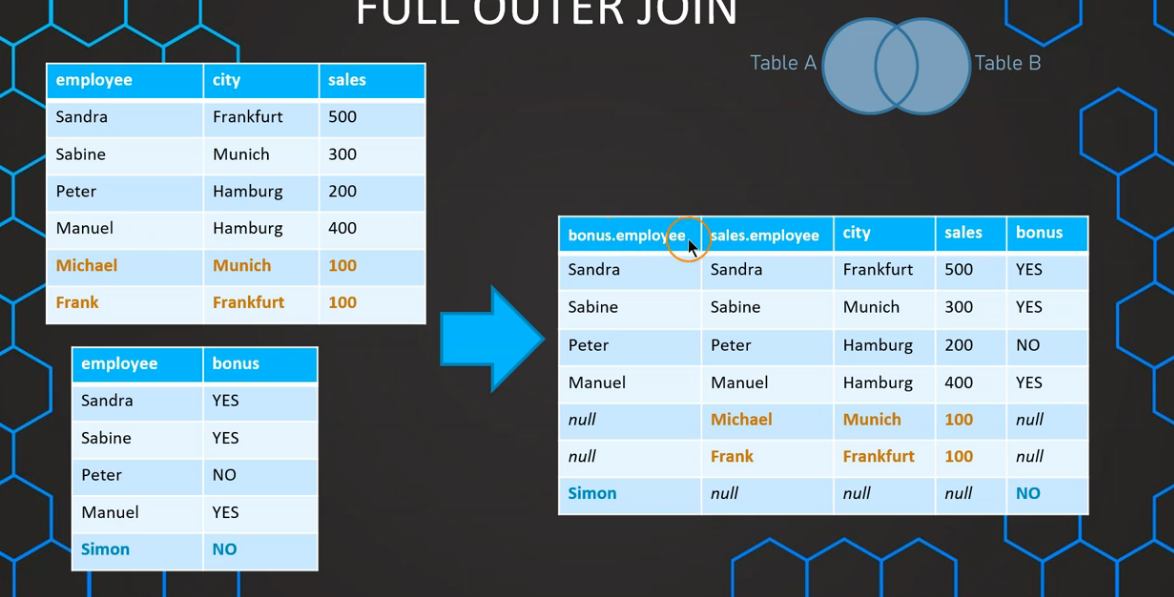 FULL OUTER JOIN
Table A Table B
employee city sales
Sandra Frankfurt 500
Sabine Munich 300
Peter Hamburg 200
Manuel Hamburg 400
Michael Munich 100
Frank Frankfurt 100
employee bonus
Sandra YES
Sabine YES
Peter NO
Manuel YES
Simon NO
bonus.employee sales.employee city sales bonus
Sandra Sandra Frankfurt 500 YES
Sabine Sabine Munich 300 YES
Peter Peter Hamburg 200 NO
Manuel Manuel Hamburg 400 YES
null Michael Munich 100 null
null Frank Frankfurt 100 null
Simon null null null NO